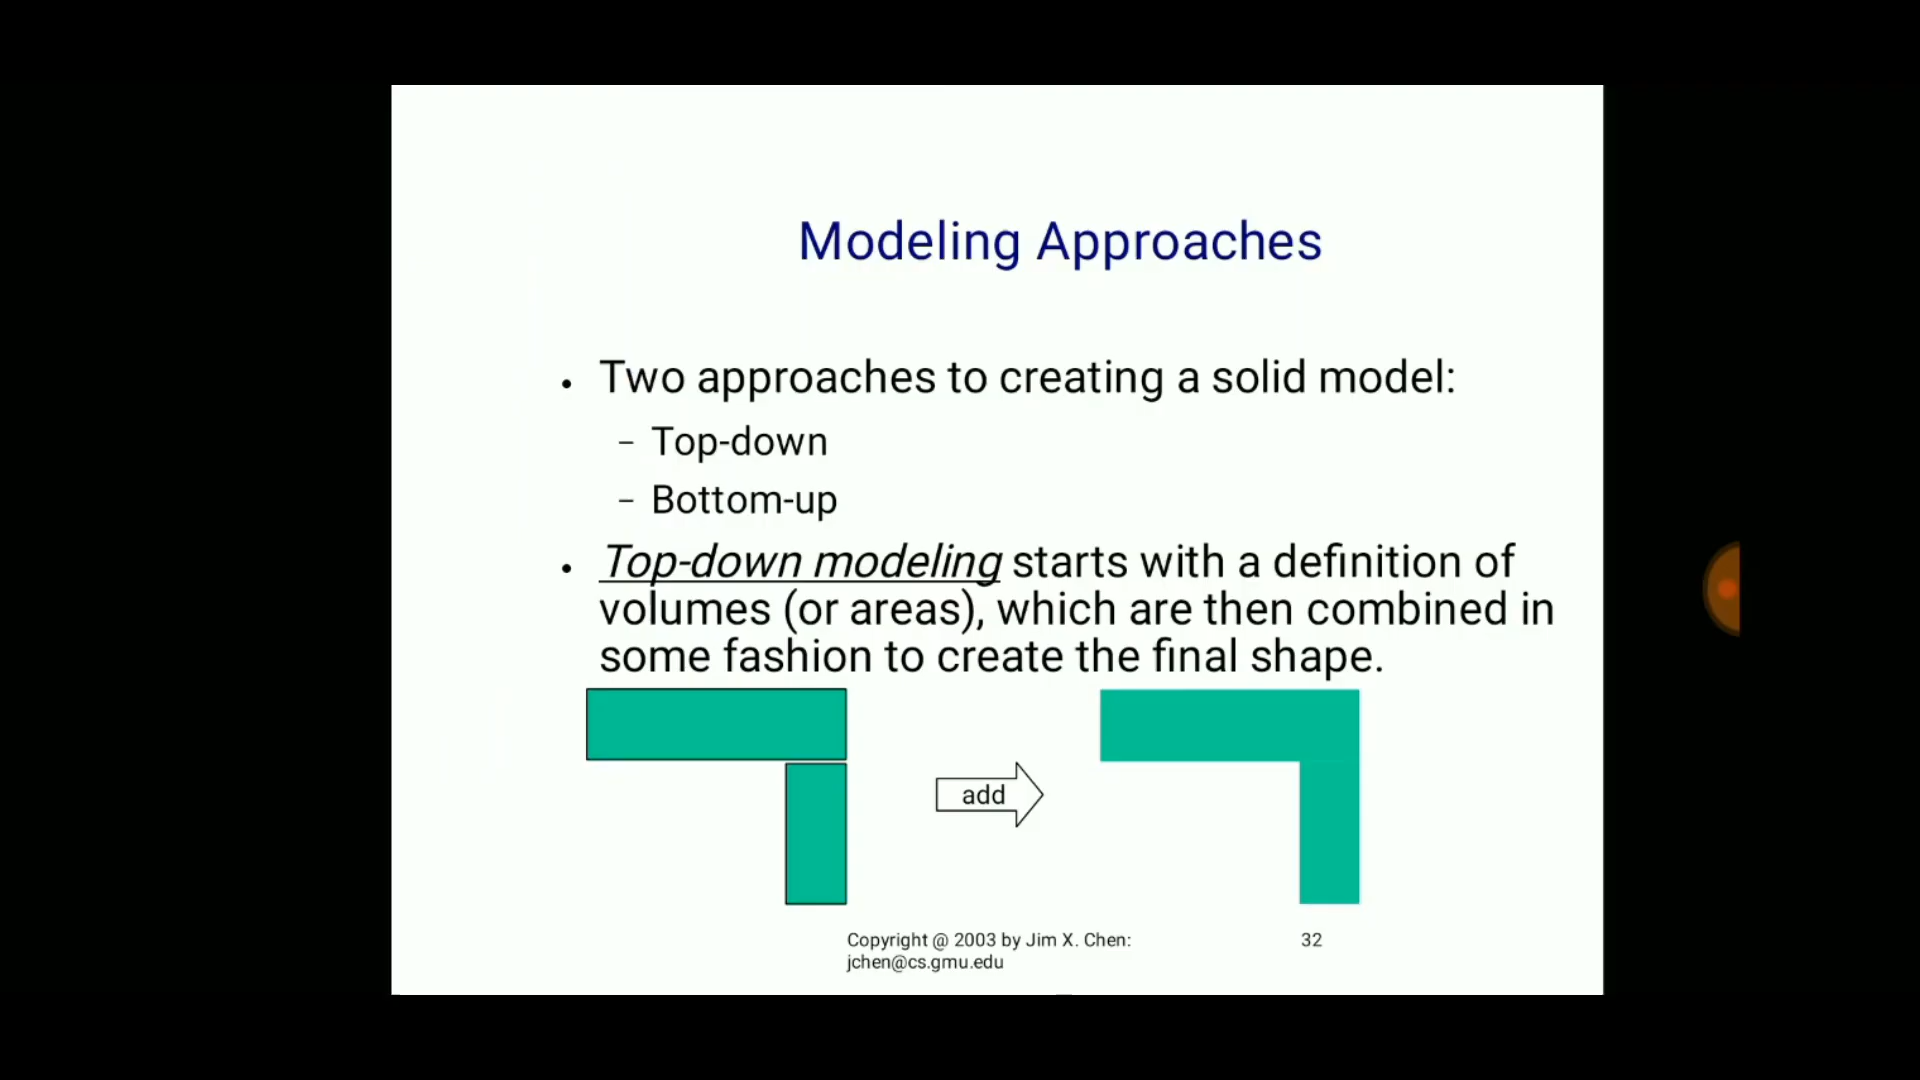 Modeling Approaches
• Two approaches to creating a solid model:
– Top-down
– Bottom-up
• Top-down modeling starts with a definition of
volumes (or areas), which are then combined in
some fashion to create the final shape.
add
Copyright @ 2003 by Jim X. Chen:
jchen@cs.gmu.edu
32